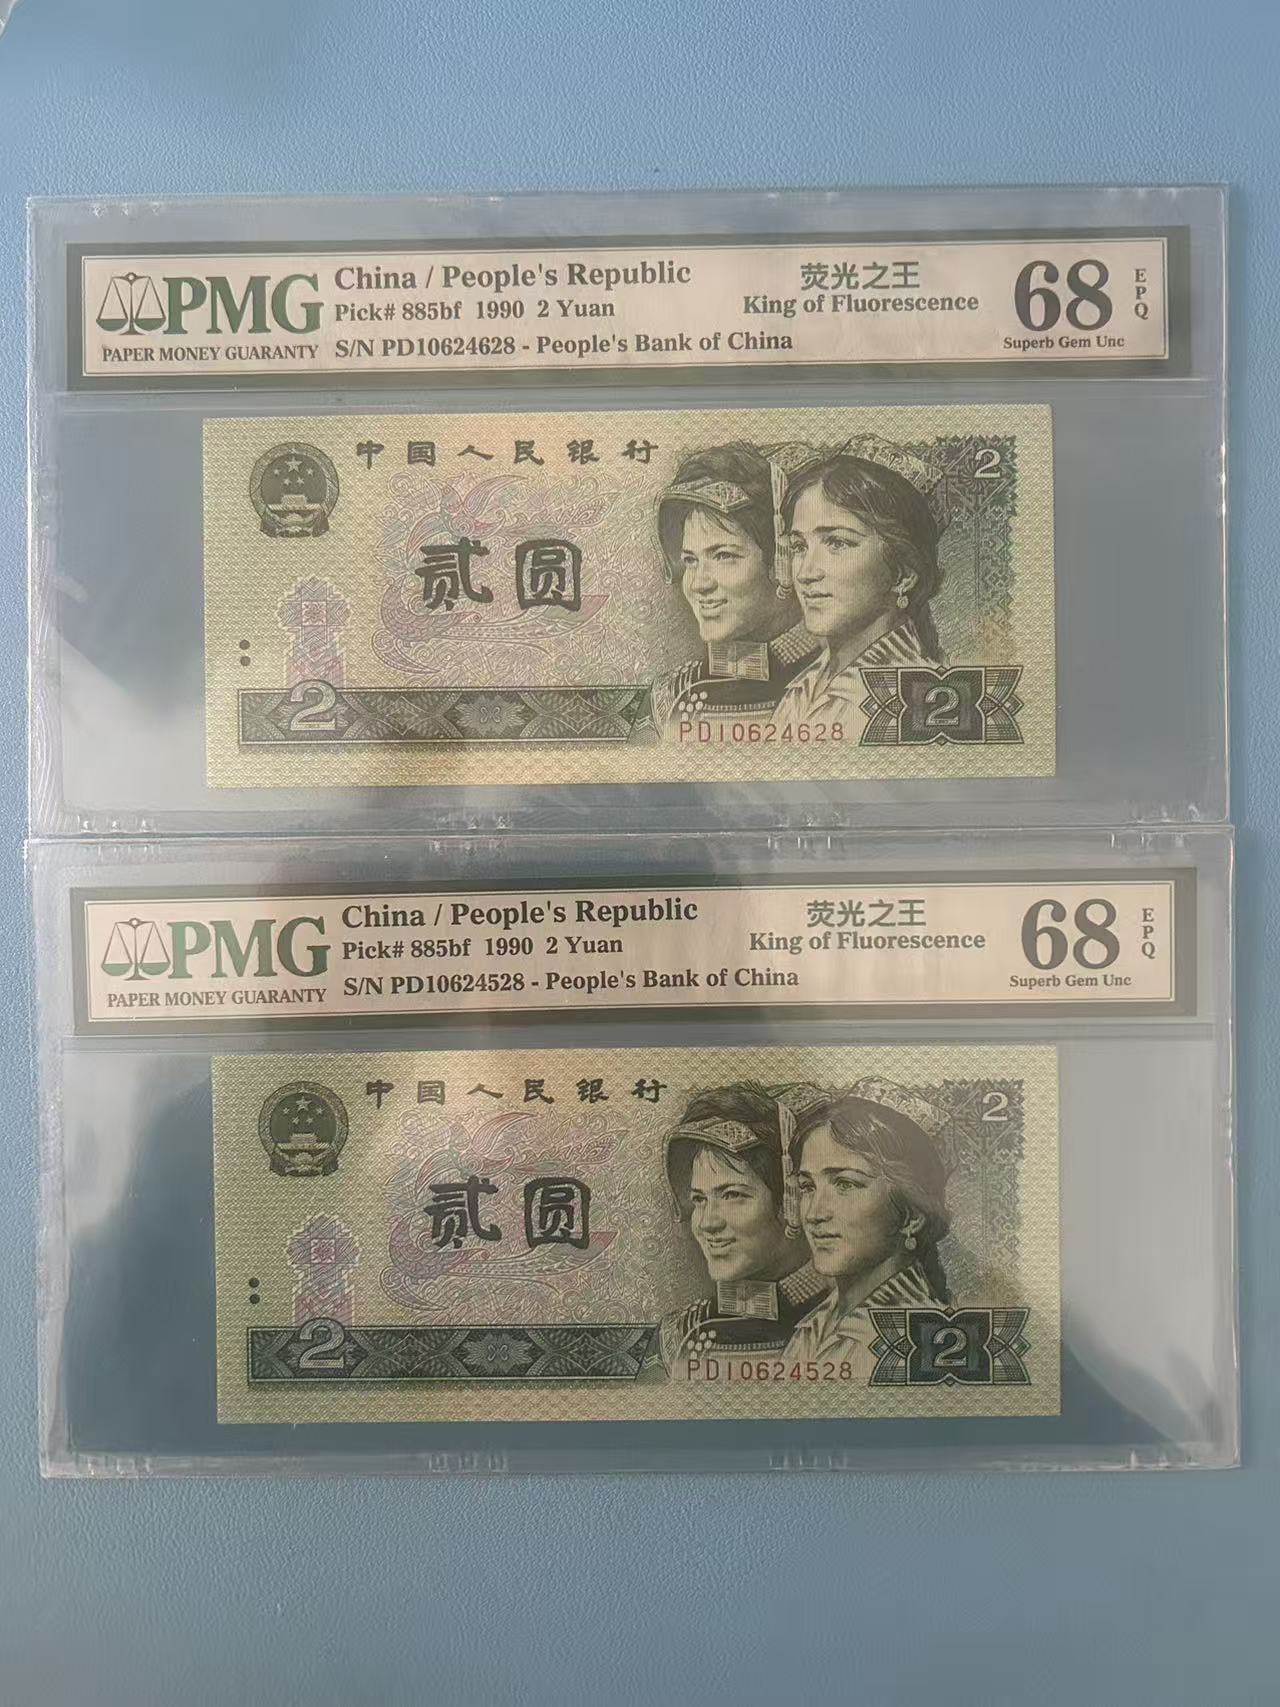 PMG
PAPER MONEY GUARANTY
China / People's Republic
Pick# 885bf 1990 2 Yuan
S/N PD10624628 - People's Bank of China
荧光之王
King of Fluorescence
68
EPQ
Superb Gem Unc
中国人民银行
2
贰圆
2
PD10624628
2
PMG
PAPER MONEY GUARANTY
China / People's Republic
Pick# 885bf 1990 2 Yuan
S/N PD10624528 - People's Bank of China
荧光之王
King of Fluorescence
68
EPQ
Superb Gem Unc
中国人民银行
2
贰圆
2
PD10624528
2